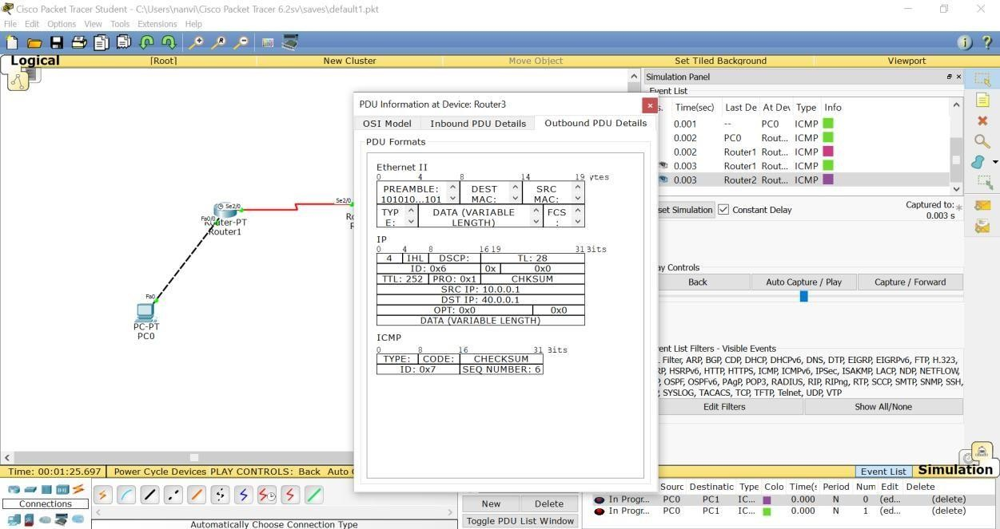 Cisco Packet Tracer Student - C:\Users\nanvi\Cisco Packet Tracer 6.2sv\saves\default1.pkt
File Edit Options View Tools Extensions Help
Logical [Root] New Cluster Move Object Set Tiled Background Viewport
Simulation Panel
Event List
s. Time(sec) Last De At Dev Type Info
0.001 -- PC0 ICMP
0.002 PC0 Rout... ICMP
0.002 Router1 Rout... ICMP
0.003 Router1 Rout... ICMP
0.003 Router2 Rout... ICMP
set Simulation Constant Delay Captured to: *
0.003 s
ay Controls
Back Auto Capture / Play Capture / Forward
ent List Filters - Visible Events
L Filter, ARP, BGP, CDP, DHCP, DHCPv6, DNS, DTP, EIGRP, EIGRPv6, FTP, H.323,
RP, HSRPv6, HTTP, HTTPS, ICMP, ICMPv6, IPSec, ISAKMP, LACP, NDP, NETFLOW,
P, OSPF, OSPFv6, PAgP, POP3, RADIUS, RIP, RIPng, RTP, SCCP, SMTP, SNMP, SSH,
, SYSLOG, TACACS, TCP, TFTP, Telnet, UDP, VTP
Edit Filters Show All/None
PDU Information at Device: Router3
OSI Model Inbound PDU Details Outbound PDU Details
PDU Formats
Ethernet II
0 4 8 14 19 ytes
PREAMBLE: DEST SRC
101010...101 MAC: MAC:
TYP DATA (VARIABLE FCS
E: LENGTH) :
IP
0 4 8 16 19 31 Bits
4 IHL DSCP: TL: 28
ID: 0x6 0x 0x0
TTL: 252 PRO: 0x1 CHKSUM
SRC IP: 10.0.0.1
DST IP: 40.0.0.1
OPT: 0x0 0x0
DATA (VARIABLE LENGTH)
ICMP
0 8 16 31 Bits
TYPE: CODE: CHECKSUM
ID: 0x7 SEQ NUMBER: 6
Se2/0
Se2/0
Fa0/0
Router-PT
Router1
Ro
R
Fa0
PC-PT
PC0
Time: 00:01:25.697 Power Cycle Devices PLAY CONTROLS: Back Auto
Event List Simulation
Connections
Automatically Choose Connection Type
New Delete
Toggle PDU List Window
Sourc Destinatic Type Colo Time(s Period Num Edit Delete
In Progr... PC0 PC1 IC... 0.000 N 0 (ed... (delete)
In Progr... PC0 PC1 IC... 0.000 N 1 (ed... (delete)